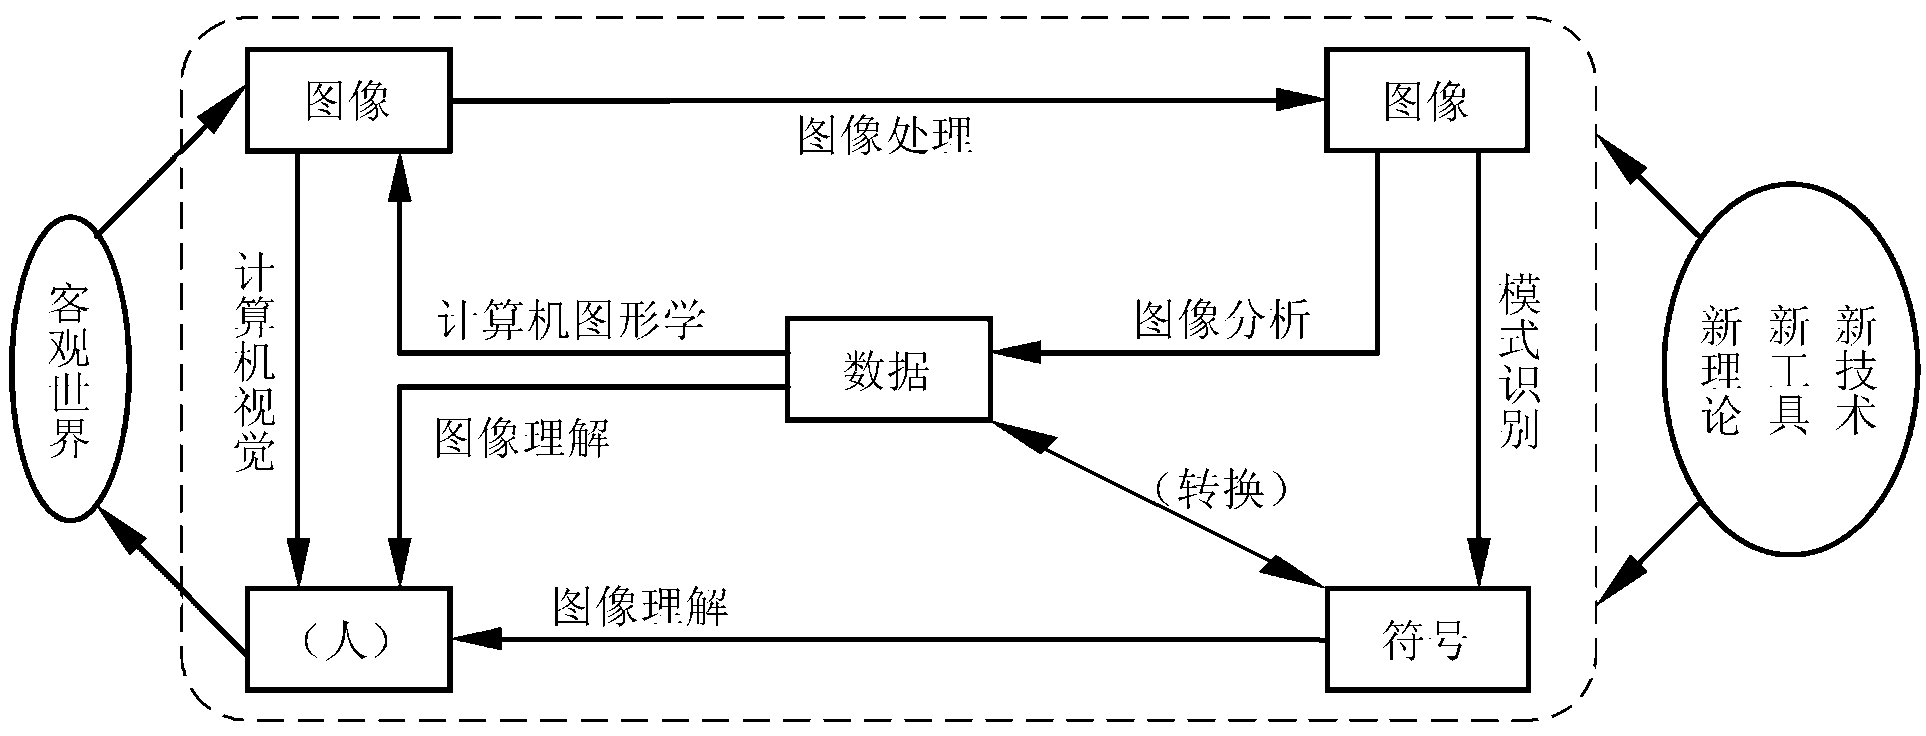 图像
图像
图像处理
客观世界
计算机视觉
计算机图形学
图像分析
模式识别
数据
新理论
新工具
新技术
图像理解
（转换）
图像理解
（人）
符号